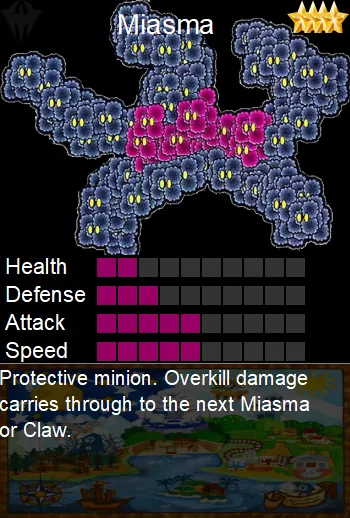 Miasma
Health
Defense
Attack
Speed
Protective minion. Overkill damage
carries through to the next Miasma
or Claw.